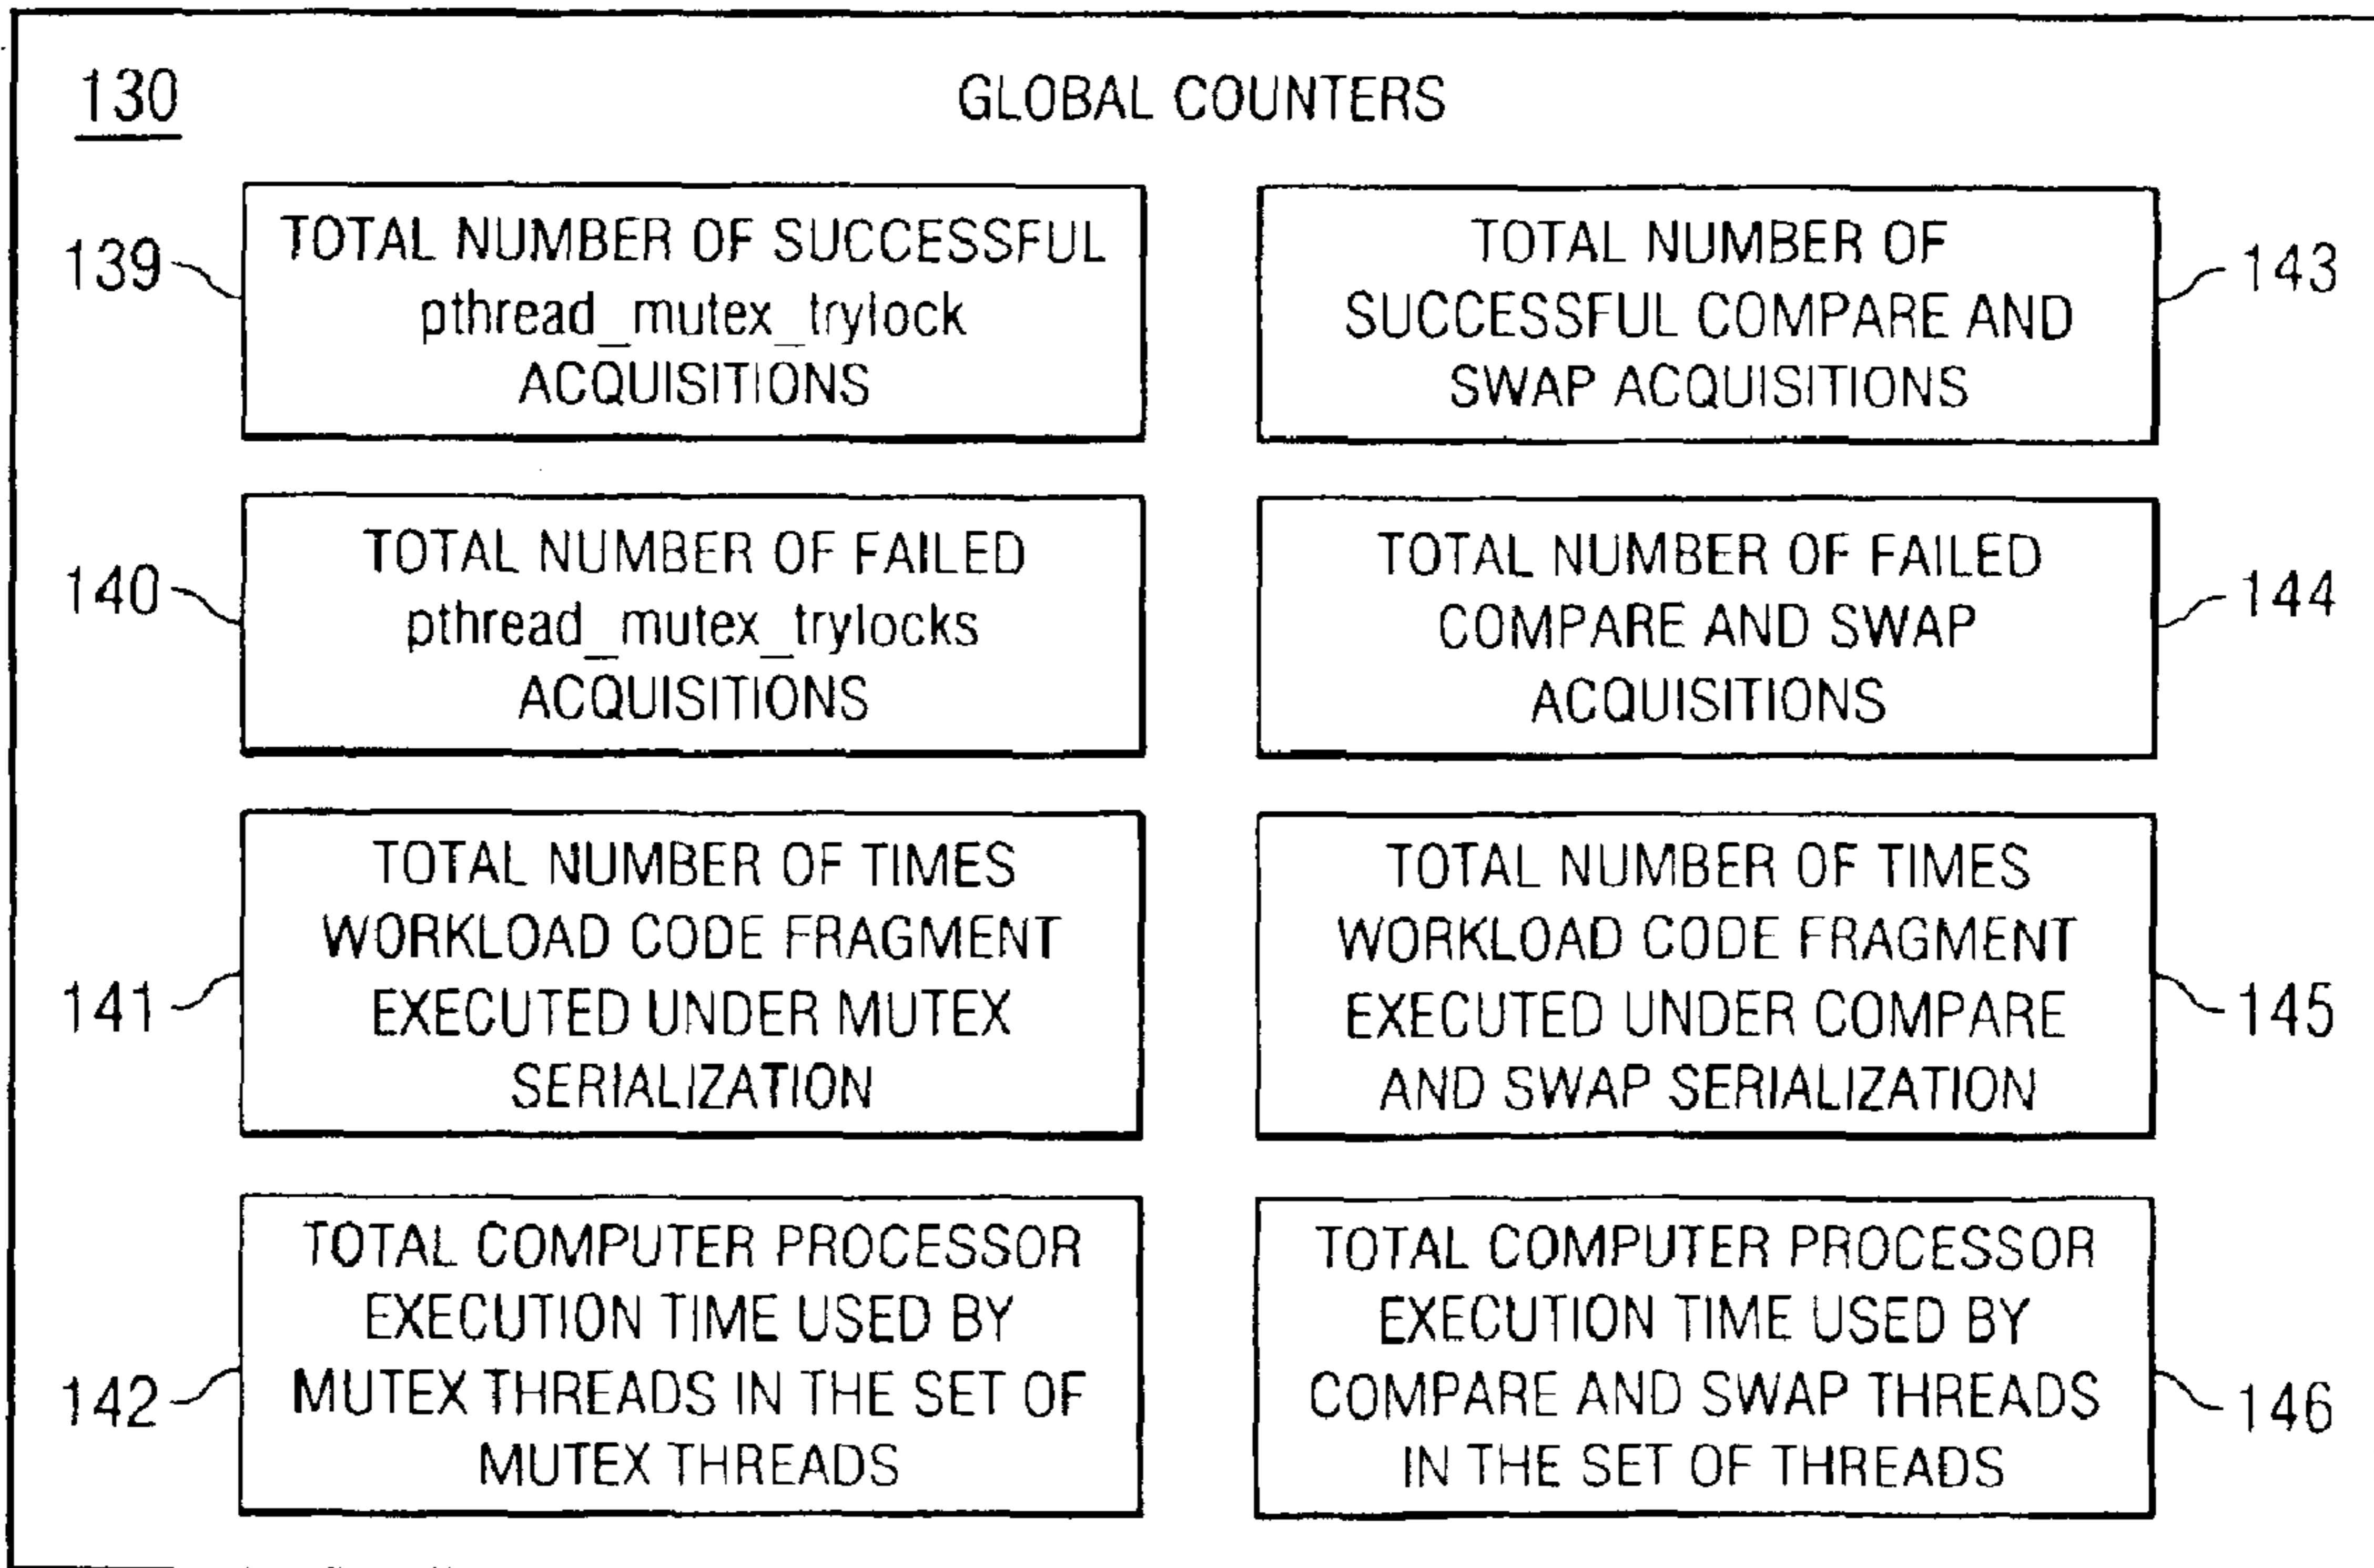 130
GLOBAL COUNTERS
139
TOTAL NUMBER OF SUCCESSFUL
pthread_mutex_trylock
ACQUISITIONS
TOTAL NUMBER OF
SUCCESSFUL COMPARE AND
SWAP ACQUISITIONS
143
140
TOTAL NUMBER OF FAILED
pthread_mutex_trylocks
ACQUISITIONS
TOTAL NUMBER OF FAILED
COMPARE AND SWAP
ACQUISITIONS
144
141
TOTAL NUMBER OF TIMES
WORKLOAD CODE FRAGMENT
EXECUTED UNDER MUTEX
SERIALIZATION
TOTAL NUMBER OF TIMES
WORKLOAD CODE FRAGMENT
EXECUTED UNDER COMPARE
AND SWAP SERIALIZATION
145
142
TOTAL COMPUTER PROCESSOR
EXECUTION TIME USED BY
MUTEX THREADS IN THE SET OF
MUTEX THREADS
TOTAL COMPUTER PROCESSOR
EXECUTION TIME USED BY
COMPARE AND SWAP THREADS
IN THE SET OF THREADS
146